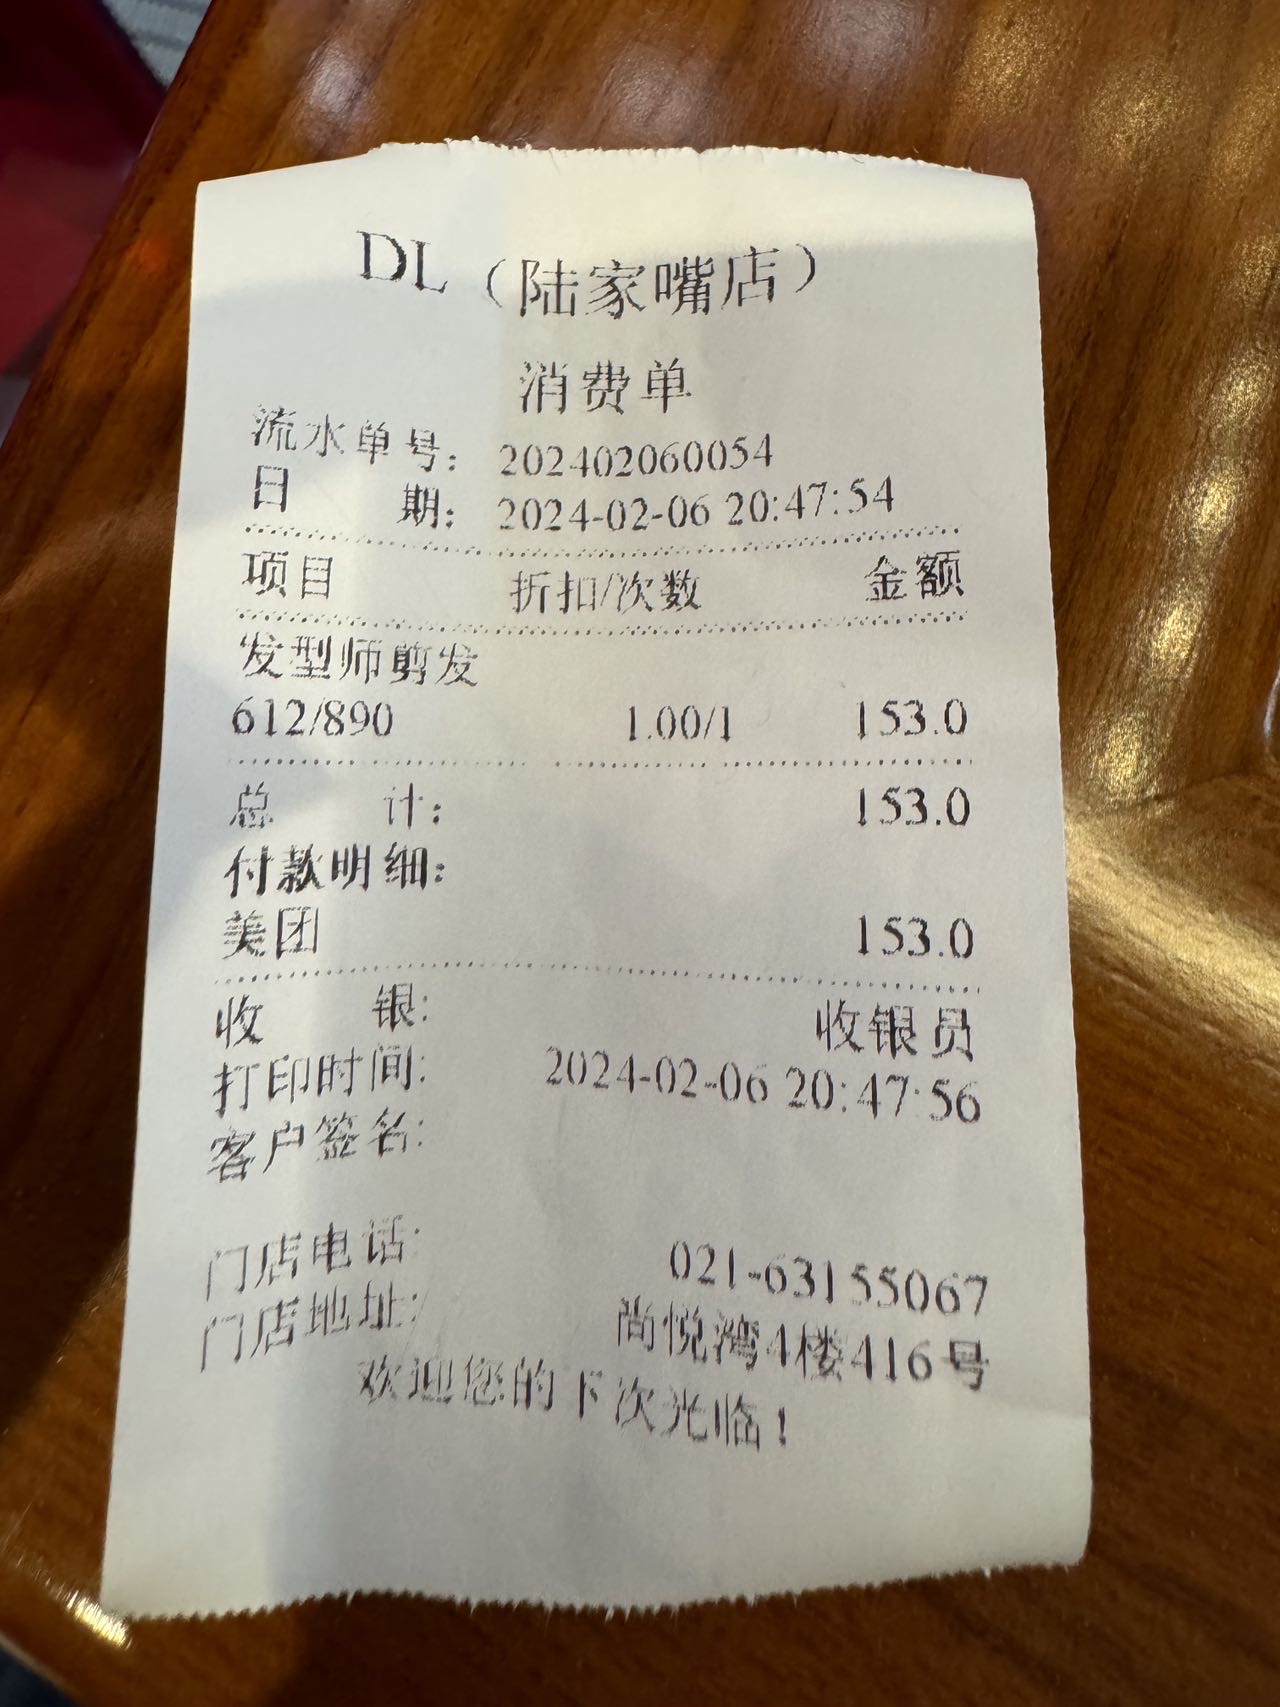 DL（陆家嘴店）
消费单
流水单号：202402060054
日 期：2024-02-06 20:47:54
项目 折扣/次数 金额
发型师剪发
612/890 1.00/1 153.0
总 计： 153.0
付款明细：
美团 153.0
收 银: 收银员
打印时间: 2024-02-06 20:47:56
客户签名:
门店电话: 021-63155067
门店地址: 尚悦湾4楼416号
欢迎您的下次光临！